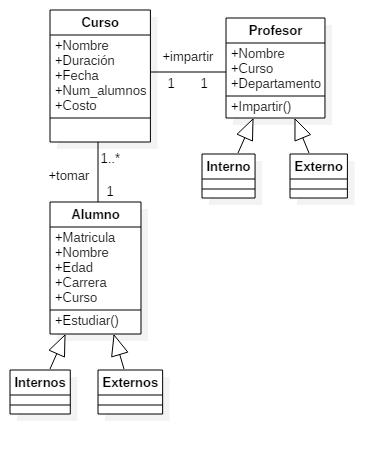 Curso
+Nombre
+Duración
+Fecha
+Num_alumnos
+Costo
+impartir
1
1
Profesor
+Nombre
+Curso
+Departamento
+Impartir()
Interno
Externo
1..*
+tomar
1
Alumno
+Matricula
+Nombre
+Edad
+Carrera
+Curso
+Estudiar()
Internos
Externos